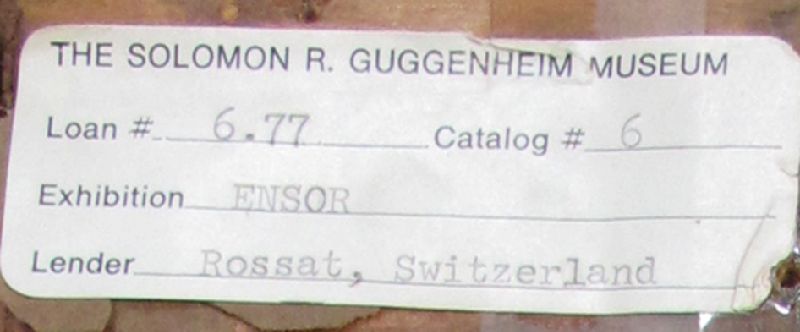 THE SOLOMON R. GUGGENHEIM MUSEUM
Loan # 6.77 Catalog # 6
Exhibition ENSOR
Lender Rossat, Switzerland